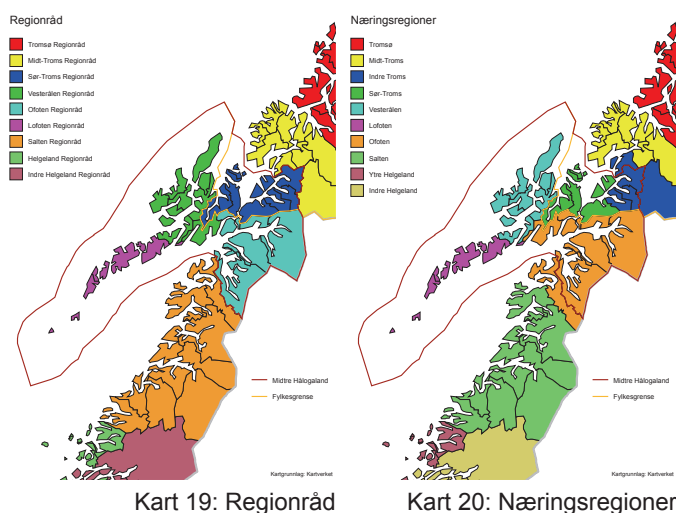 Regionråd
Tromsø Regionråd
Midt-Troms Regionråd
Sør-Troms Regionråd
Vesterålen Regionråd
Ofoten Regionråd
Lofoten Regionråd
Salten Regionråd
Helgeland Regionråd
Indre Helgeland Regionråd
Midtre Hålogaland
Fylkesgrense
Kartgrunnlag: Kartverket
Kart 19: Regionråd
Næringsregioner
Tromsø
Midt-Troms
Indre Troms
Sør-Troms
Vesterålen
Lofoten
Ofoten
Salten
Ytre Helgeland
Indre Helgeland
Midtre Hålogaland
Fylkesgrense
Kartgrunnlag: Kartverket
Kart 20: Næringsregioner